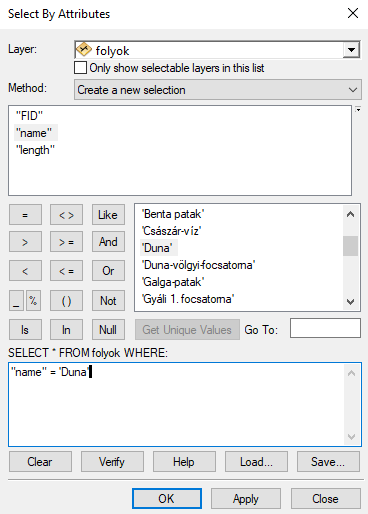 Select By Attributes
Layer: folyok
Only show selectable layers in this list
Method: Create a new selection
"FID"
"name"
"length"
= < > Like
> > = And
< < = Or
_ % ( ) Not
Is In Null
'Benta patak'
'Császár-víz'
'Duna'
'Duna-völgyi-focsatorna'
'Galga-patak'
'Gyáli 1. focsatorna'
Get Unique Values Go To:
SELECT * FROM folyok WHERE:
"name" = 'Duna'
Clear Verify Help Load... Save...
OK Apply Close